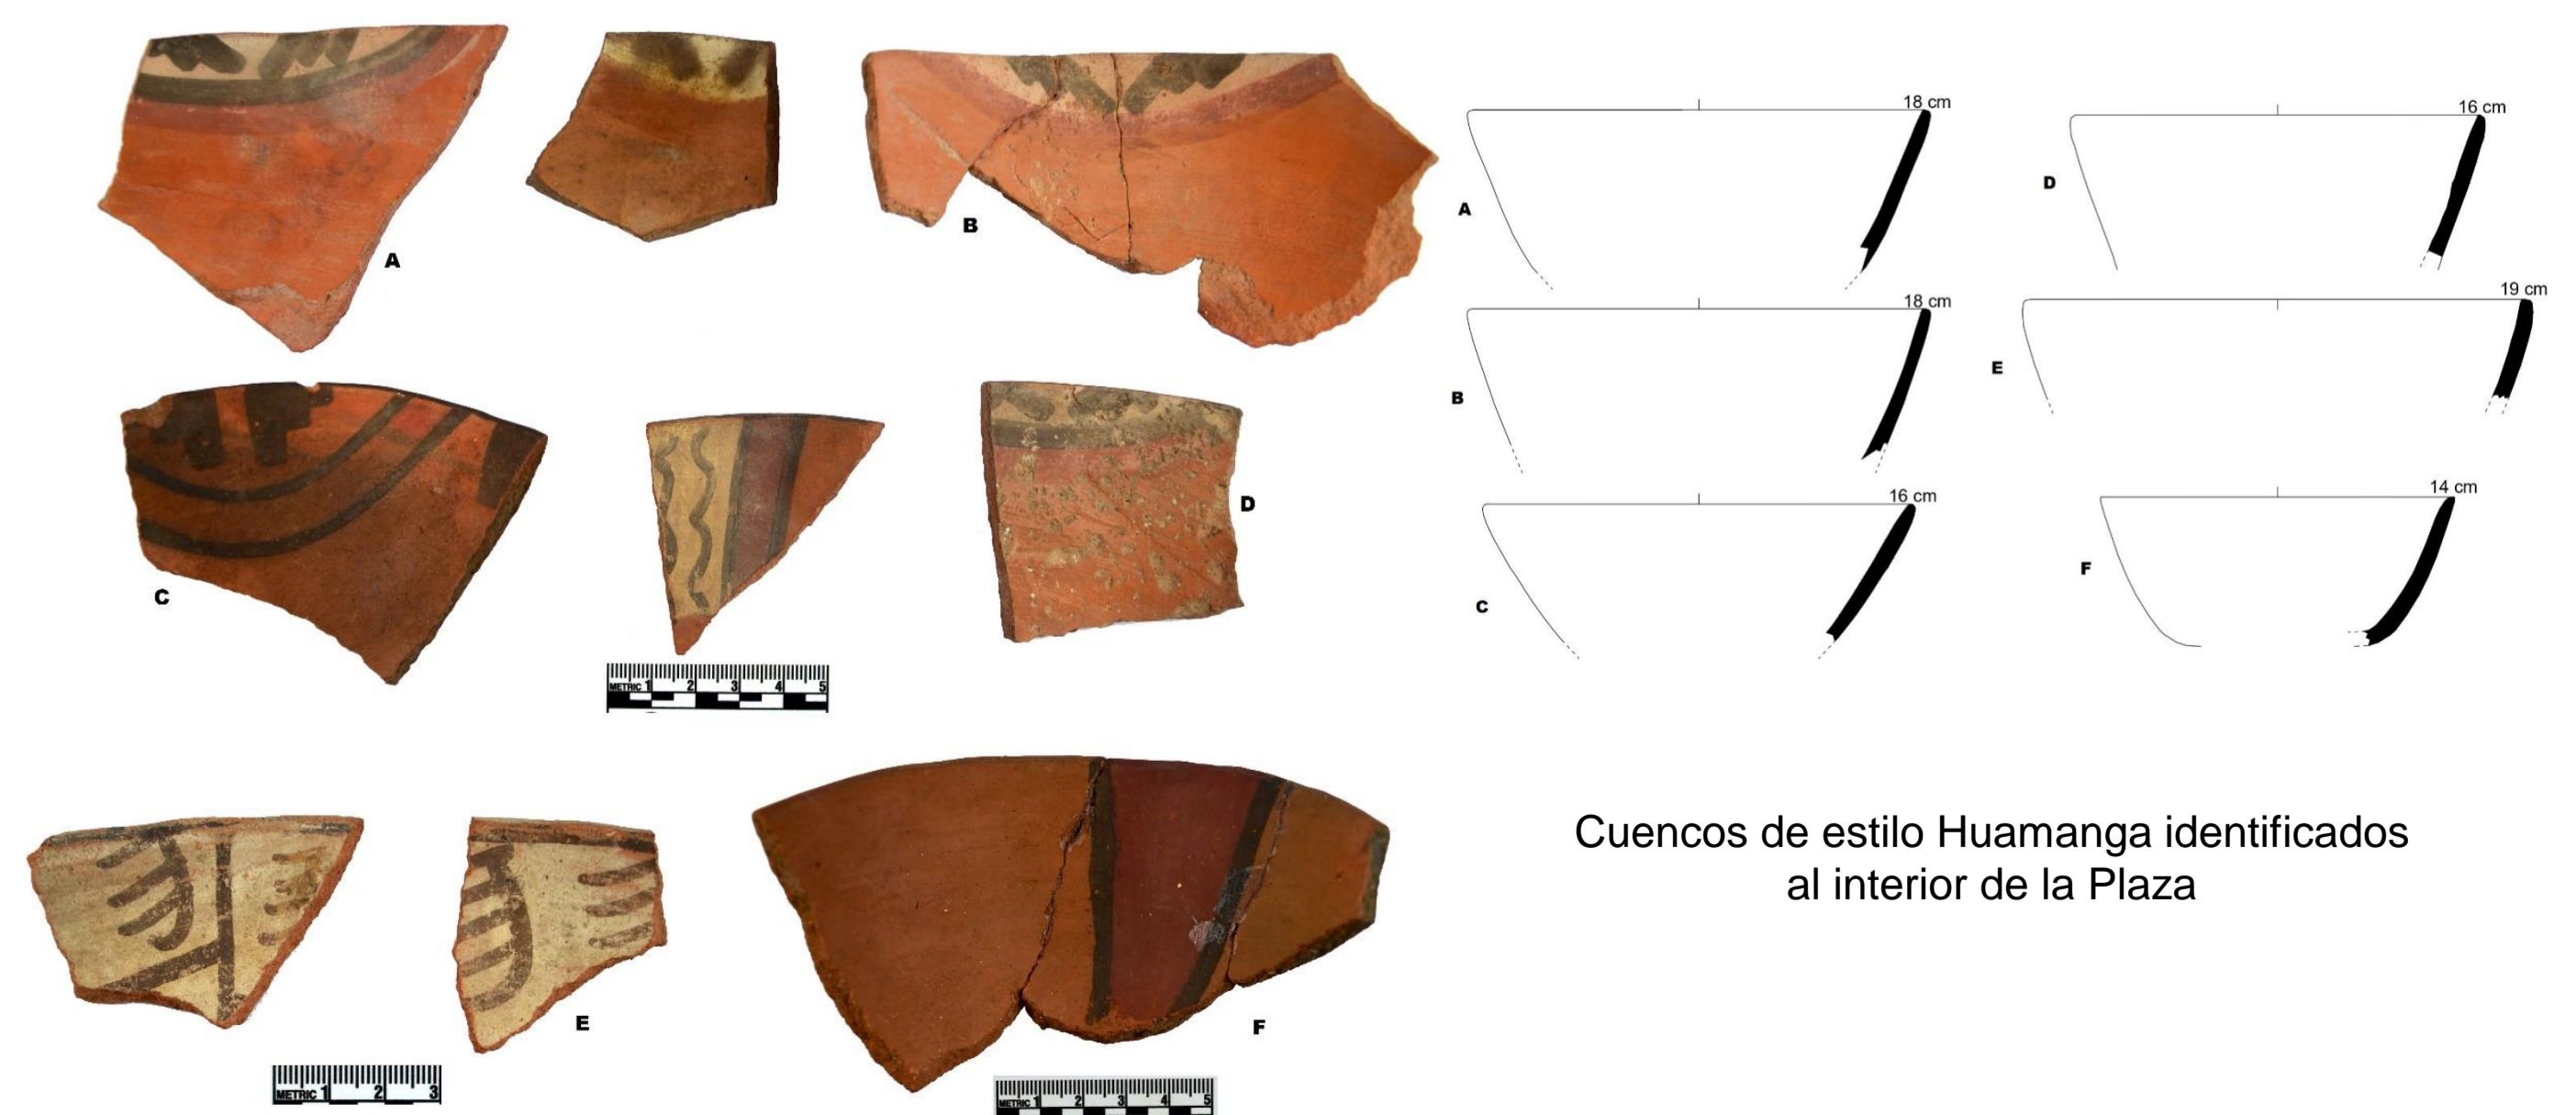 A
B
C
D
METRIC 1 2 3 4 5
E
F
METRIC 1 2 3
METRIC 1 2 3 4 5
18 cm
A
18 cm
B
16 cm
C
16 cm
D
19 cm
E
14 cm
F
Cuencos de estilo Huamanga identificados
al interior de la Plaza